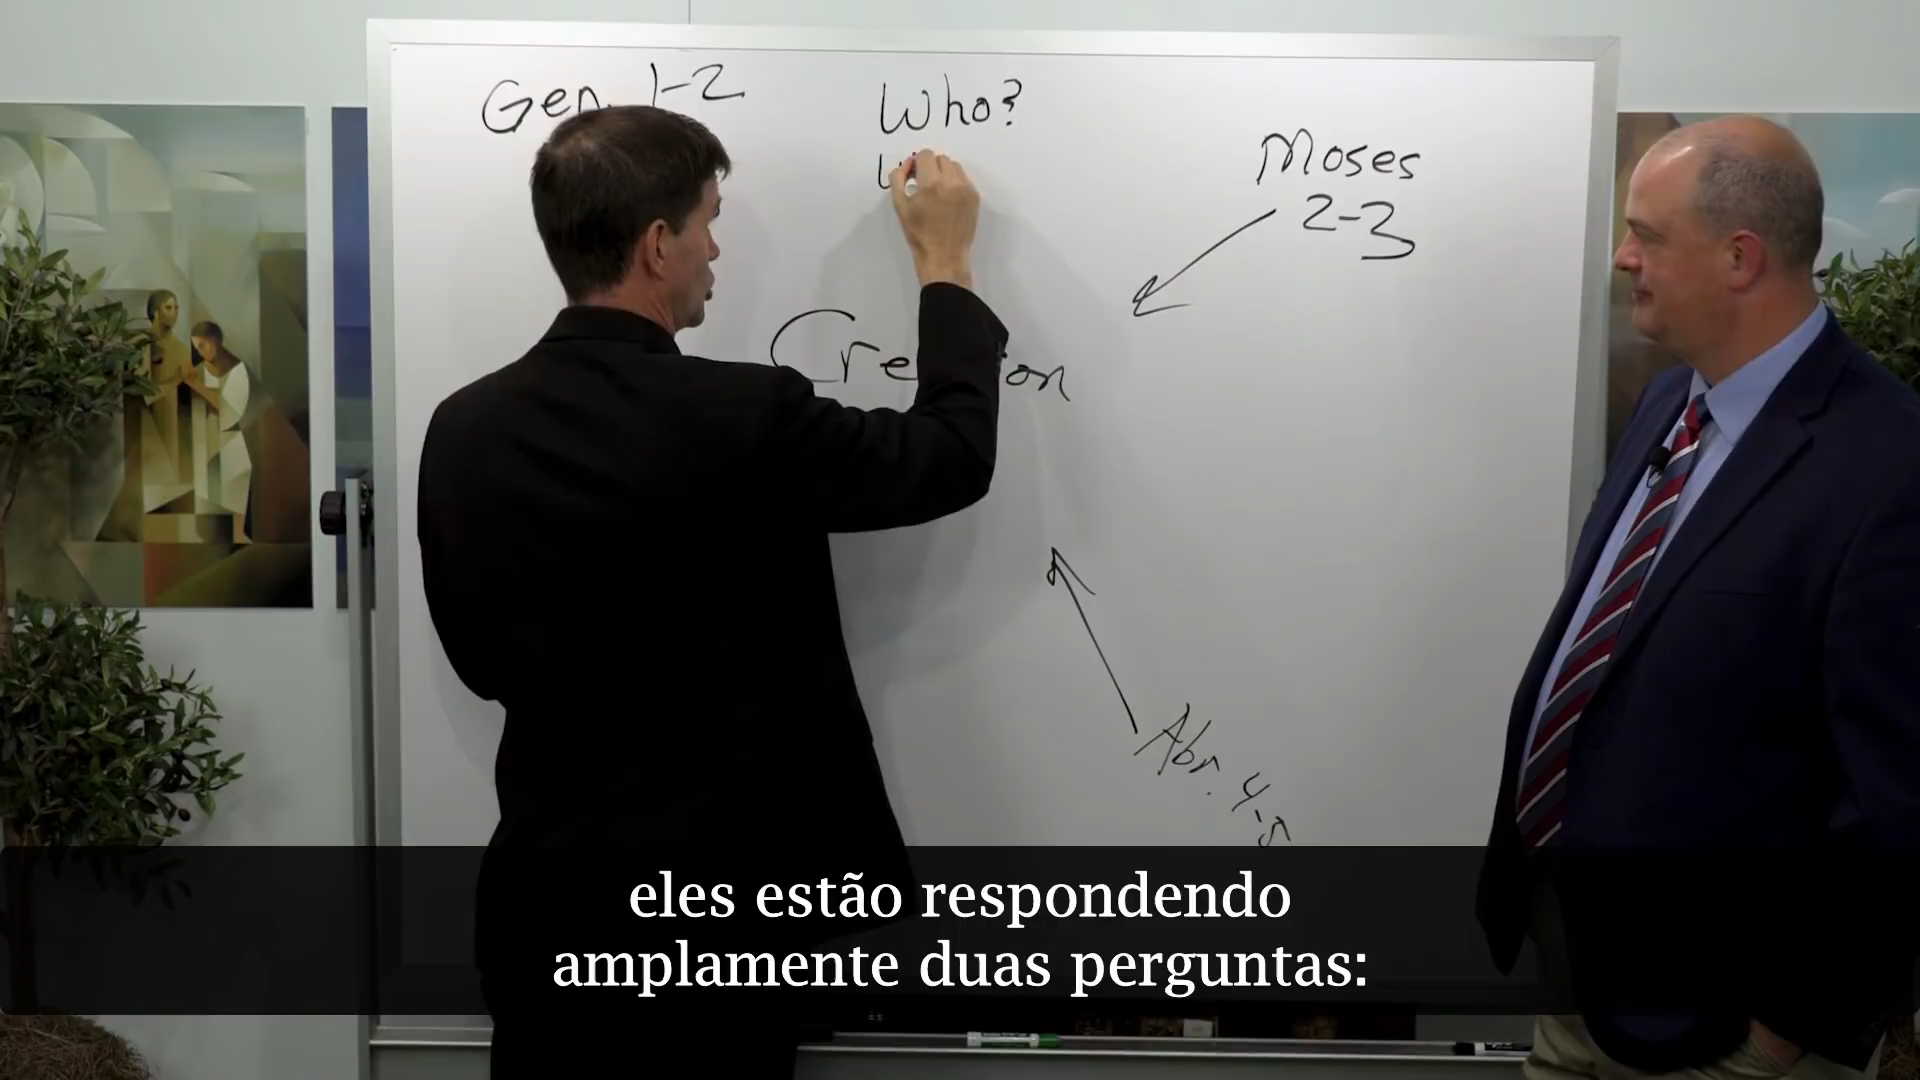 Gen. 1-2
Who?
Moses
2-3
Abr. 4-5
eles estão respondendo
amplamente duas perguntas: